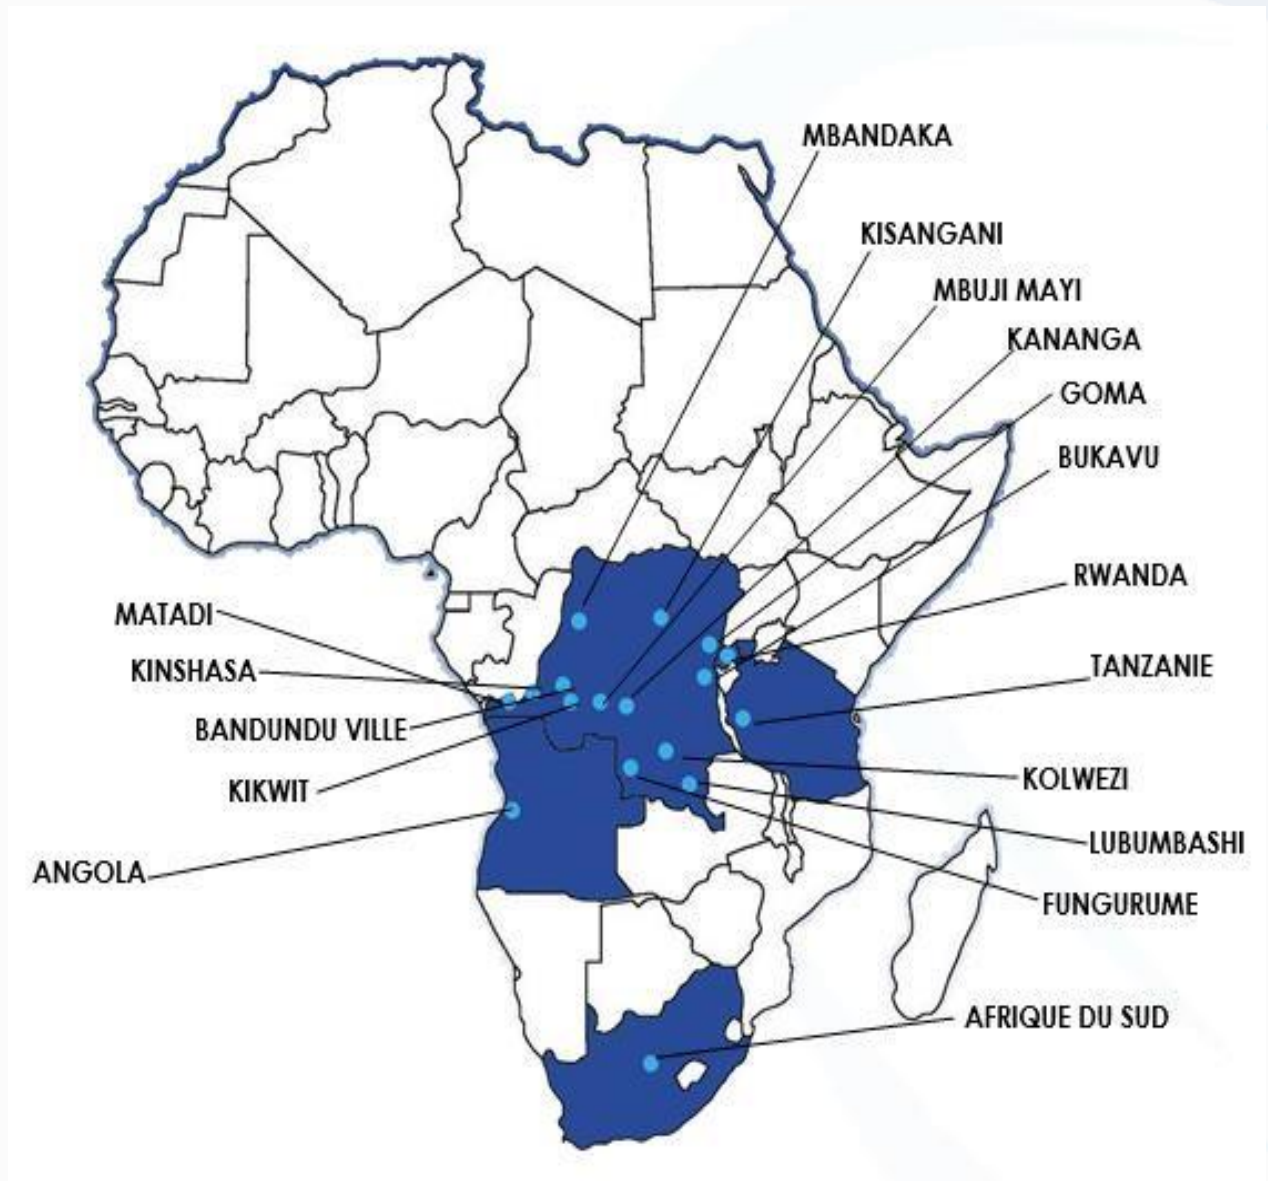 MBANDAKA
KISANGANI
MBUJI MAYI
KANANGA
GOMA
BUKAVU
RWANDA
MATADI
KINSHASA
TANZANIE
BANDUNDU VILLE
KIKWIT
KOLWEZI
LUBUMBASHI
ANGOLA
FUNGURUME
AFRIQUE DU SUD